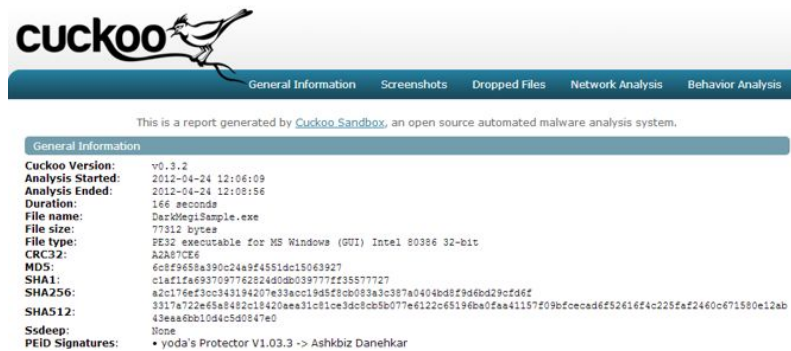 cuckoo
General Information Screenshots Dropped Files Network Analysis Behavior Analysis
This is a report generated by Cuckoo Sandbox, an open source automated malware analysis system.
General Information
Cuckoo Version: v0.3.2
Analysis Started: 2012-04-24 12:06:09
Analysis Ended: 2012-04-24 12:08:56
Duration: 166 seconds
File name: DarkMegiSample.exe
File size: 77312 bytes
File type: PE32 executable for MS Windows (GUI) Intel 80386 32-bit
CRC32: A2A87CE6
MD5: 6c8f9658a390c24a9f4551dc15063927
SHA1: c1af1fa6937097762824d0db039777ff35577727
SHA256: a2c176ef3cc343194207e33acc19d5f8cb083a3c387a0404bd8f9d6bd29cfd6f
SHA512: 3317a722e65a8482c18420aea31c81ce3dc8cb5b077e6122c65196ba0faa41157f09bfcecad6f52616f4c225faf2460c671580e12ab
43eaa6bb10d4c5d0847e0
Ssdeep: None
PEiD Signatures: • yoda's Protector V1.03.3 -> Ashkbiz Danehkar